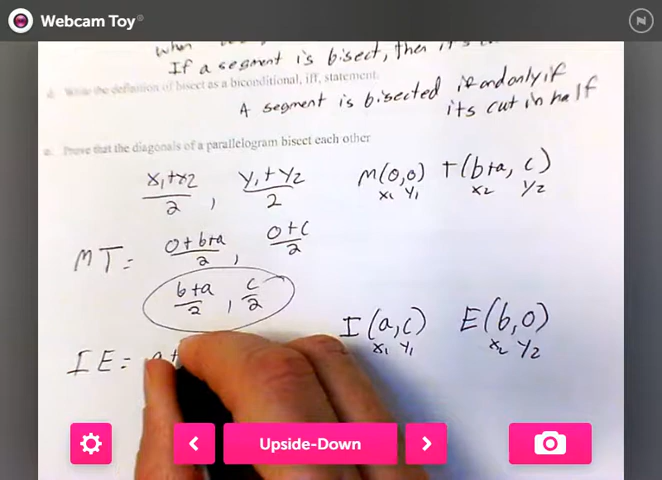 Webcam Toy
when
If a segment is bisect, then it's
d. Write the definition of bisect as a biconditional, iff, statement.
A segment is bisected if and only if
its cut in half
e. Prove that the diagonals of a parallelogram bisect each other
x₁+x₂/2 , y₁+y₂/2
M(0,0) T(b+a, c)
x₁ y₁ x₂ y₂
MT= 0+b+a/2 , 0+c/2
b+a/2 , c/2
I(a,c) E(b,0)
x₁ y₁ x₂ y₂
IE= a+
Upside-Down